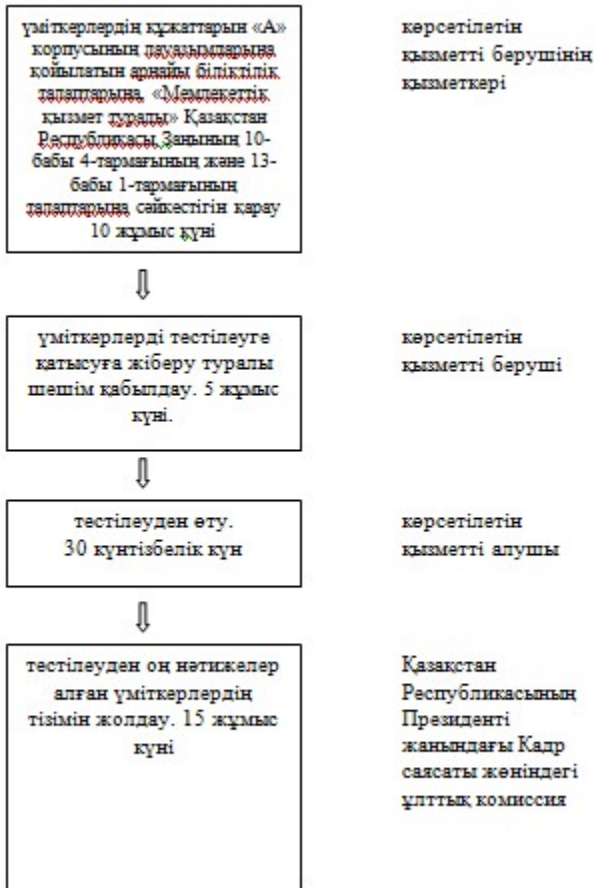 үміткерлердің құжаттарын «А»
корпусының лауазымдарына
қойылатын арнайы біліктілік
талаптарына, «Мемлекеттік
қызмет туралы» Қазақстан
Республикасы Заңының 10-
бабы 4-тармағының және 13-
бабы 1-тармағының
талаптарына сәйкестігін қарау
10 жұмыс күні
көрсетілетін
қызметті берушінің
қызметкері
үміткерлерді тестілеуге
қатысуға жіберу туралы
шешім қабылдау. 5 жұмыс
күні.
көрсетілетін
қызметті беруші
тестілеуден өту.
30 күнтізбелік күн
көрсетілетін
қызметті алушы
тестілеуден оң нәтижелер
алған үміткерлердің
тізімін жолдау. 15 жұмыс
күні
Қазақстан
Республикасының
Президенті
жанындағы Кадр
саясаты жөніндегі
ұлттық комиссия